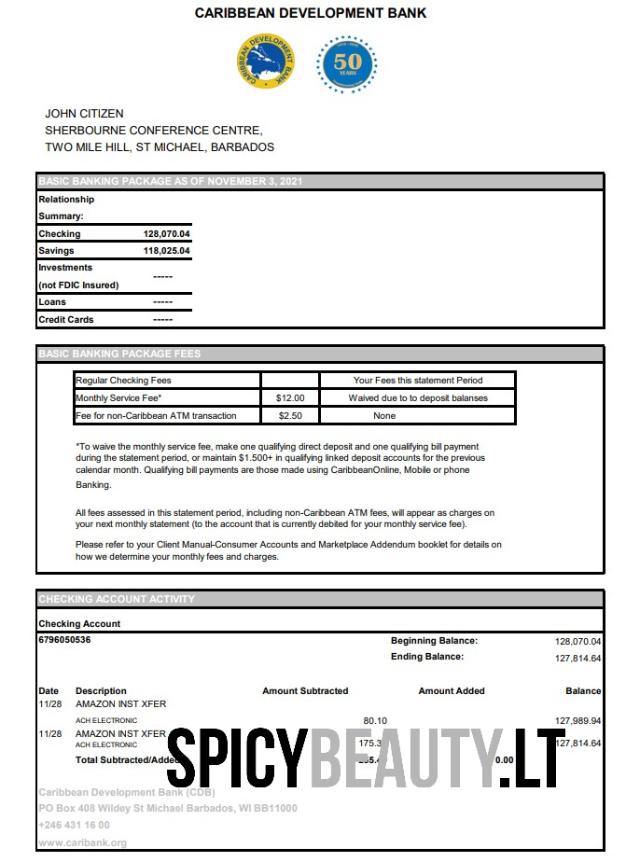 CARIBBEAN DEVELOPMENT BANK
CARIBBEAN DEVELOPMENT BANK
50
YEARS
JOHN CITIZEN
SHERBOURNE CONFERENCE CENTRE,
TWO MILE HILL, ST MICHAEL, BARBADOS
BASIC BANKING PACKAGE AS OF NOVEMBER 3, 2021
Relationship
Summary:
Checking 128,070.04
Savings 118,025.04
Investments
(not FDIC Insured) -----
Loans -----
Credit Cards -----
BASIC BANKING PACKAGE FEES
Regular Checking Fees Your Fees this statement Period
Monthly Service Fee* $12.00 Waived due to to deposit balanses
Fee for non-Caribbean ATM transaction $2.50 None
*To waive the monthly service fee, make one qualifying direct deposit and one qualifying bill payment
during the statement period, or maintain $1.500+ in qualifying linked deposit accounts for the previous
calendar month. Qualifying bill payments are those made using CaribbeanOnline, Mobile or phone
Banking.
All fees assessed in this statement period, including non-Caribbean ATM fees, will appear as charges on
your next monthly statement (to the account that is currently debited for your monthly service fee).
Please refer to your Client Manual-Consumer Accounts and Marketplace Addendum booklet for details on
how we determine your monthly fees and charges.
CHECKING ACCOUNT ACTIVITY
Checking Account
6796050536 Beginning Balance: 128,070.04
Ending Balance: 127,814.64
Date Description Amount Subtracted Amount Added Balance
11/28 AMAZON INST XFER
ACH ELECTRONIC 80.10 127,989.94
11/28 AMAZON INST XFER
ACH ELECTRONIC 127,814.64
Total Subtracted/Added 0.00
SPICYBEAUTY.LT
Caribbean Development Bank (CDB)
PO Box 408 Wildey St Michael Barbados, WI BB11000
+246 431 16 00
www.caribank.org